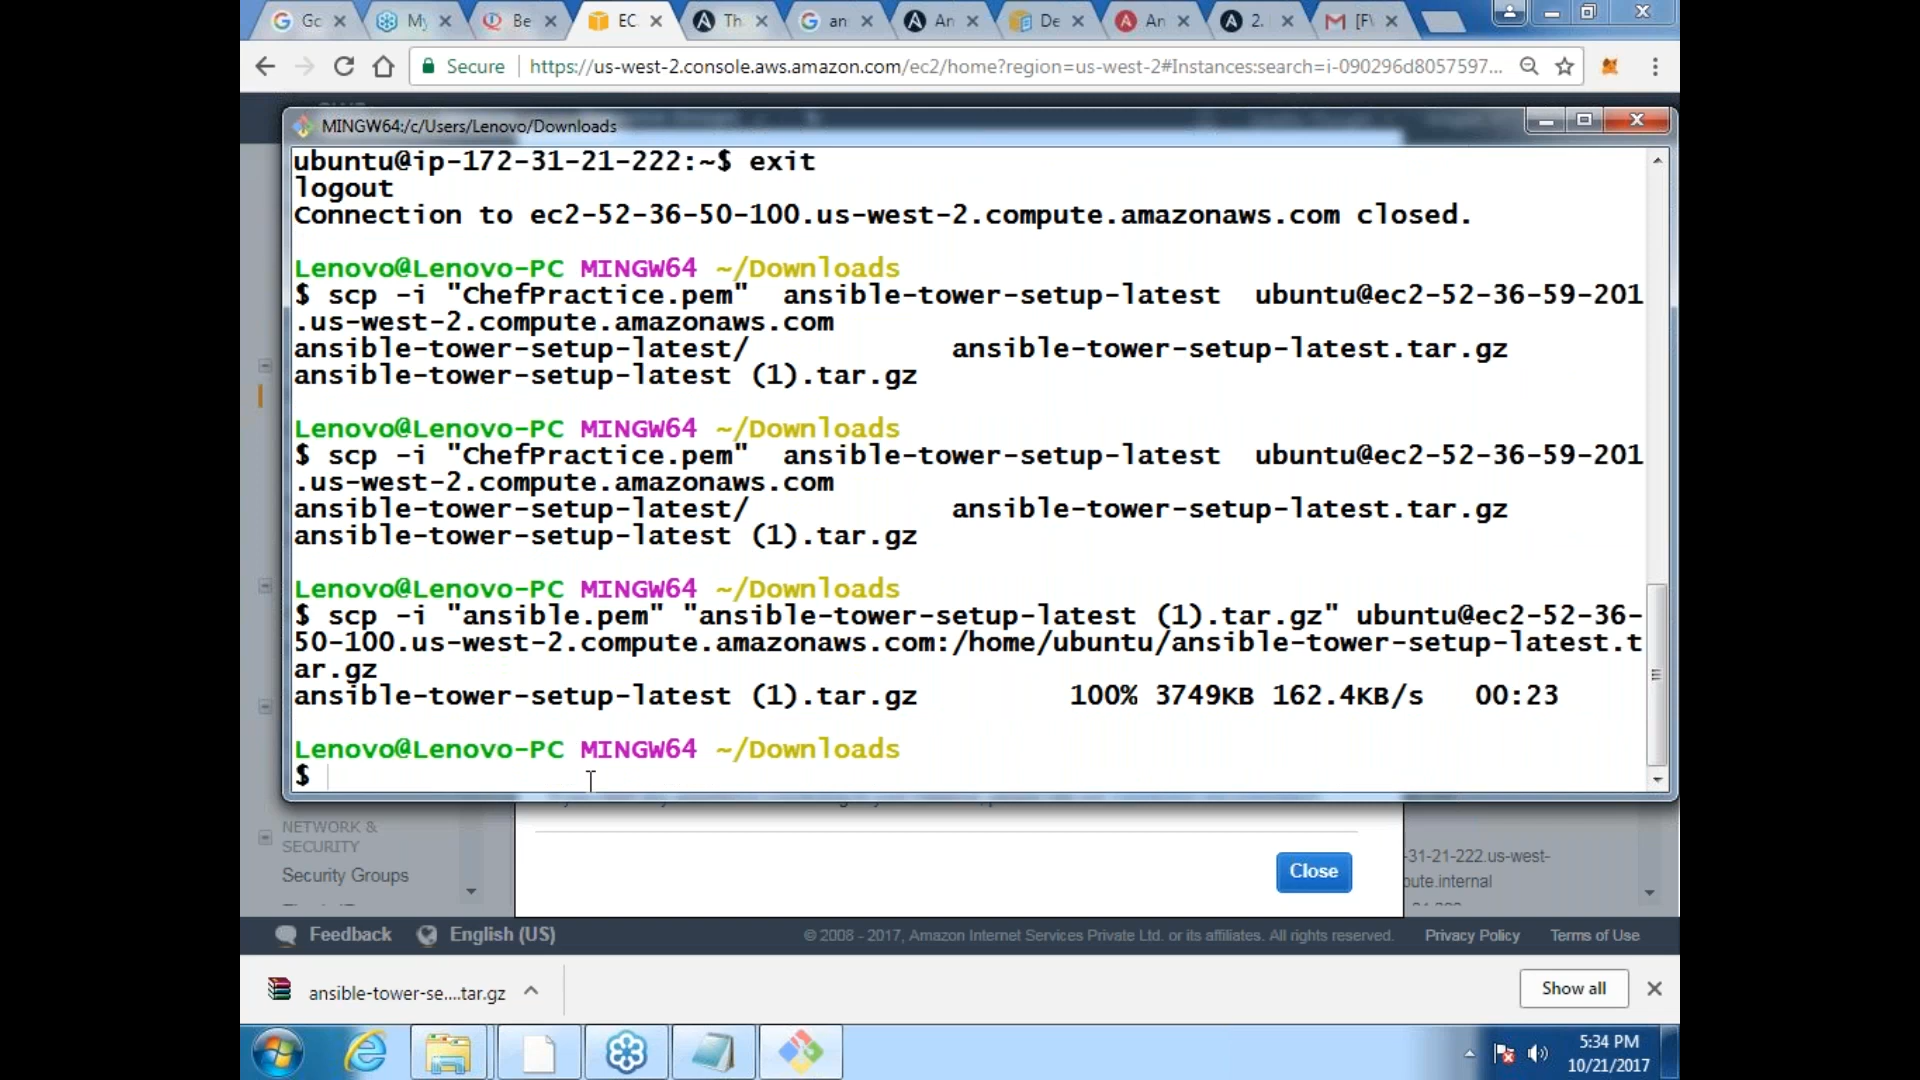 Gc
My
Be
EC
Th
an
An
De
An
2.
[FV
Secure
https://us-west-2.console.aws.amazon.com/ec2/home?region=us-west-2#Instances:search=i-090296d8057597...
MINGW64:/c/Users/Lenovo/Downloads
ubuntu@ip-172-31-21-222:~$ exit
logout
Connection to ec2-52-36-50-100.us-west-2.compute.amazonaws.com closed.
Lenovo@Lenovo-PC MINGW64 ~/Downloads
$ scp -i "ChefPractice.pem"  ansible-tower-setup-latest  ubuntu@ec2-52-36-59-201
.us-west-2.compute.amazonaws.com
ansible-tower-setup-latest/            ansible-tower-setup-latest.tar.gz
ansible-tower-setup-latest (1).tar.gz
Lenovo@Lenovo-PC MINGW64 ~/Downloads
$ scp -i "ChefPractice.pem"  ansible-tower-setup-latest  ubuntu@ec2-52-36-59-201
.us-west-2.compute.amazonaws.com
ansible-tower-setup-latest/            ansible-tower-setup-latest.tar.gz
ansible-tower-setup-latest (1).tar.gz
Lenovo@Lenovo-PC MINGW64 ~/Downloads
$ scp -i "ansible.pem" "ansible-tower-setup-latest (1).tar.gz" ubuntu@ec2-52-36-
50-100.us-west-2.compute.amazonaws.com:/home/ubuntu/ansible-tower-setup-latest.t
ar.gz
ansible-tower-setup-latest (1).tar.gz         100% 3749KB 162.4KB/s   00:23
Lenovo@Lenovo-PC MINGW64 ~/Downloads
$
NETWORK &
SECURITY
Security Groups
Close
-31-21-222.us-west-
pute.internal
Feedback
English (US)
© 2008 - 2017, Amazon Internet Services Private Ltd. or its affiliates. All rights reserved.
Privacy Policy
Terms of Use
ansible-tower-se....tar.gz
Show all
5:34 PM
10/21/2017